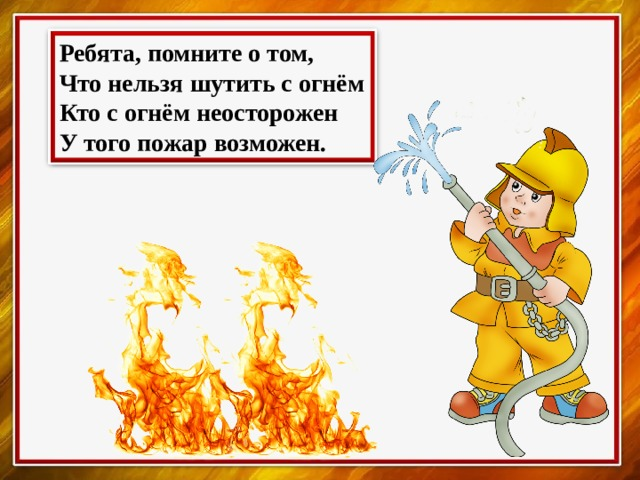 Ребята, помните о том,
Что нельзя шутить с огнём
Кто с огнём неосторожен
У того пожар возможен.